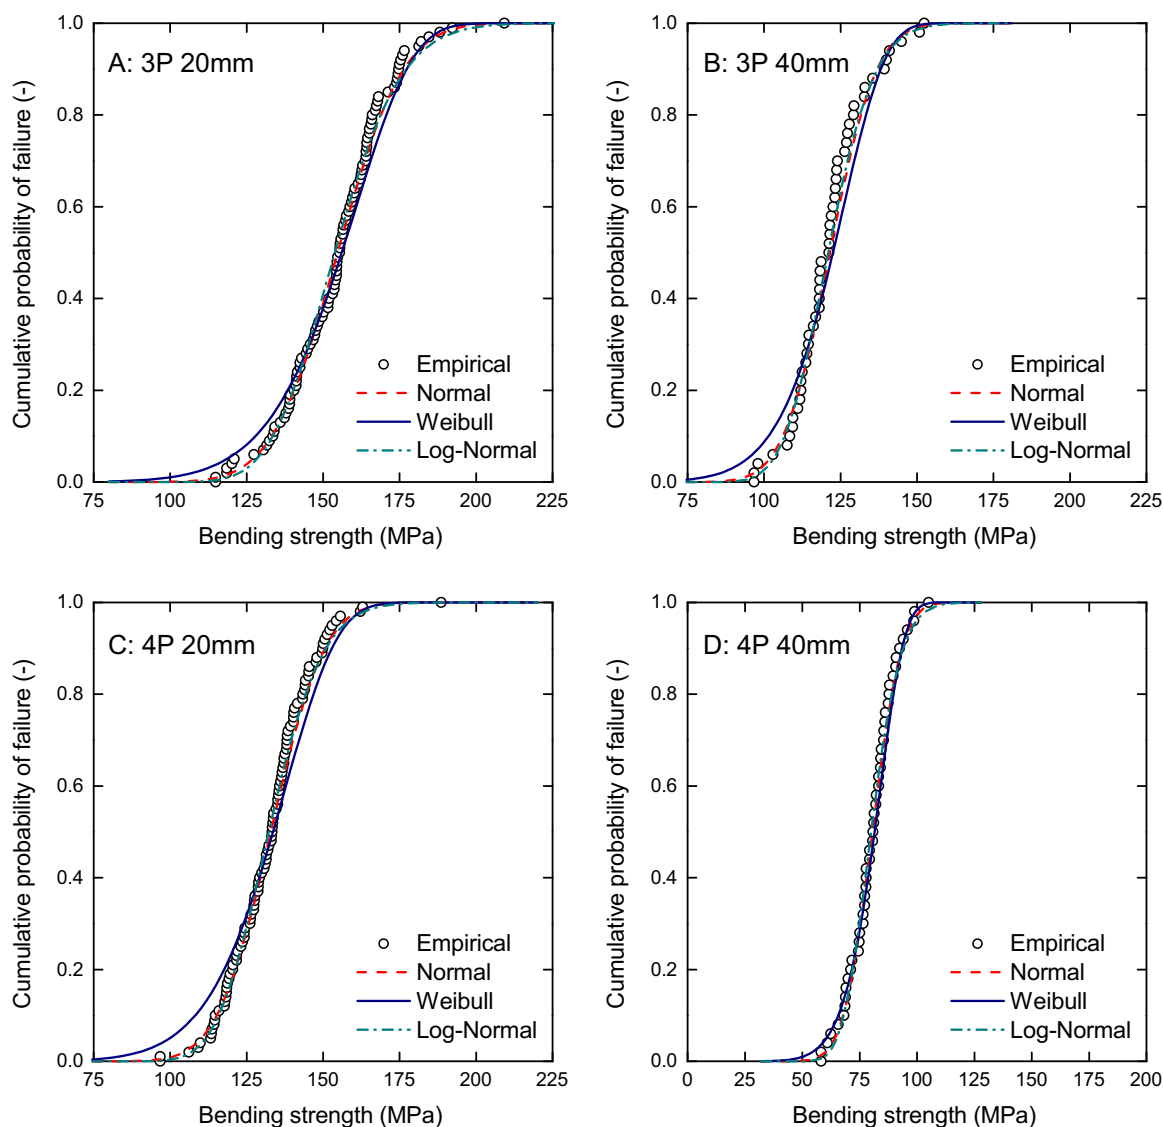 A: 3P 20mm
Cumulative probability of failure (-)
1.0
0.8
0.6
0.4
0.2
0.0
Empirical
Normal
Weibull
Log-Normal
75 100 125 150 175 200 225
Bending strength (MPa)
B: 3P 40mm
Cumulative probability of failure (-)
1.0
0.8
0.6
0.4
0.2
0.0
Empirical
Normal
Weibull
Log-Normal
75 100 125 150 175 200 225
Bending strength (MPa)
C: 4P 20mm
Cumulative probability of failure (-)
1.0
0.8
0.6
0.4
0.2
0.0
Empirical
Normal
Weibull
Log-Normal
75 100 125 150 175 200 225
Bending strength (MPa)
D: 4P 40mm
Cumulative probability of failure (-)
1.0
0.8
0.6
0.4
0.2
0.0
Empirical
Normal
Weibull
Log-Normal
0 25 50 75 100 125 150 175 200
Bending strength (MPa)